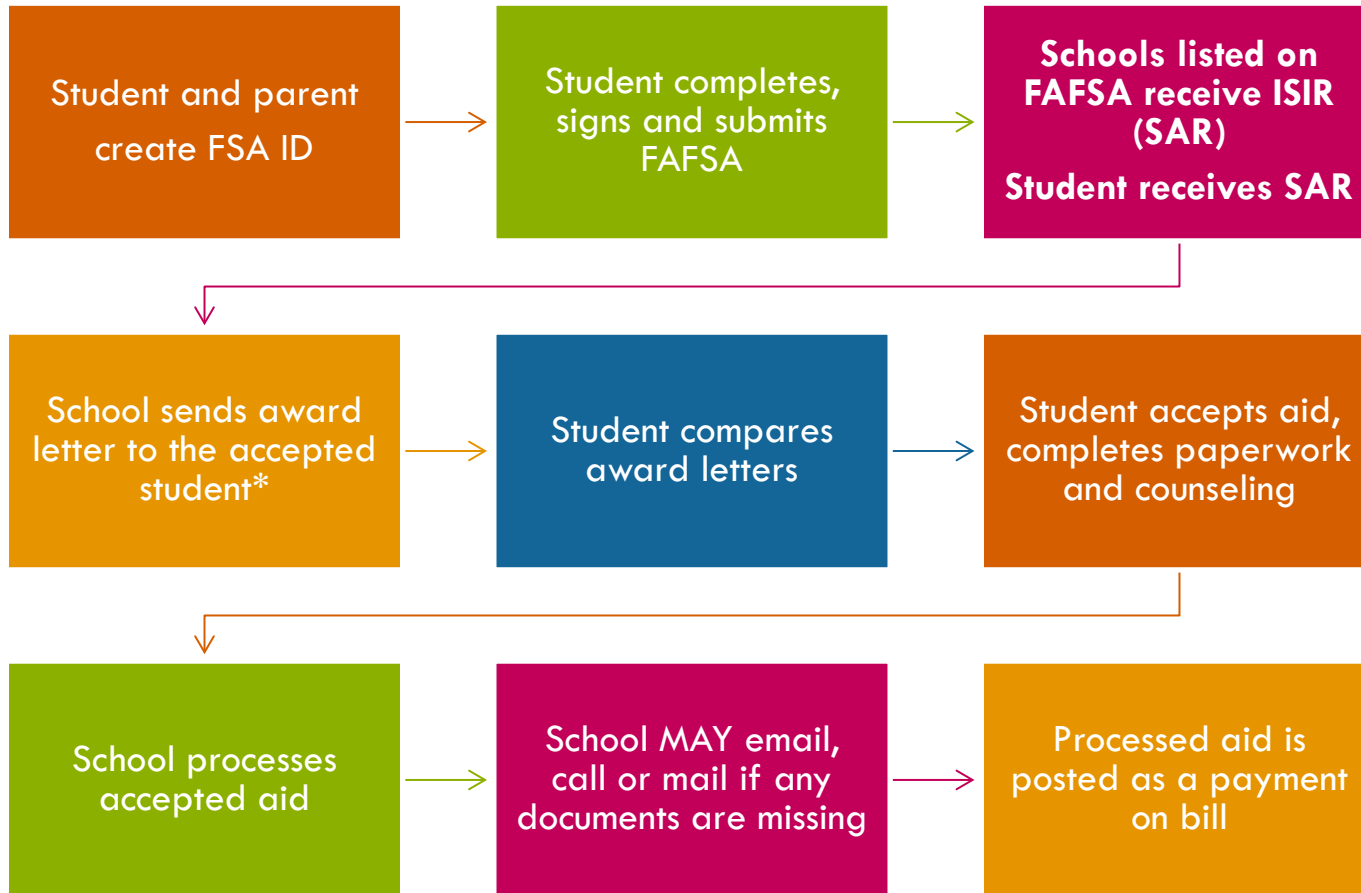 Student and parent
create FSA ID
Student completes,
signs and submits
FAFSA
Schools listed on
FAFSA receive ISIR
(SAR)
Student receives SAR
School sends award
letter to the accepted
student*
Student compares
award letters
Student accepts aid,
completes paperwork
and counseling
School processes
accepted aid
School MAY email,
call or mail if any
documents are missing
Processed aid is
posted as a payment
on bill